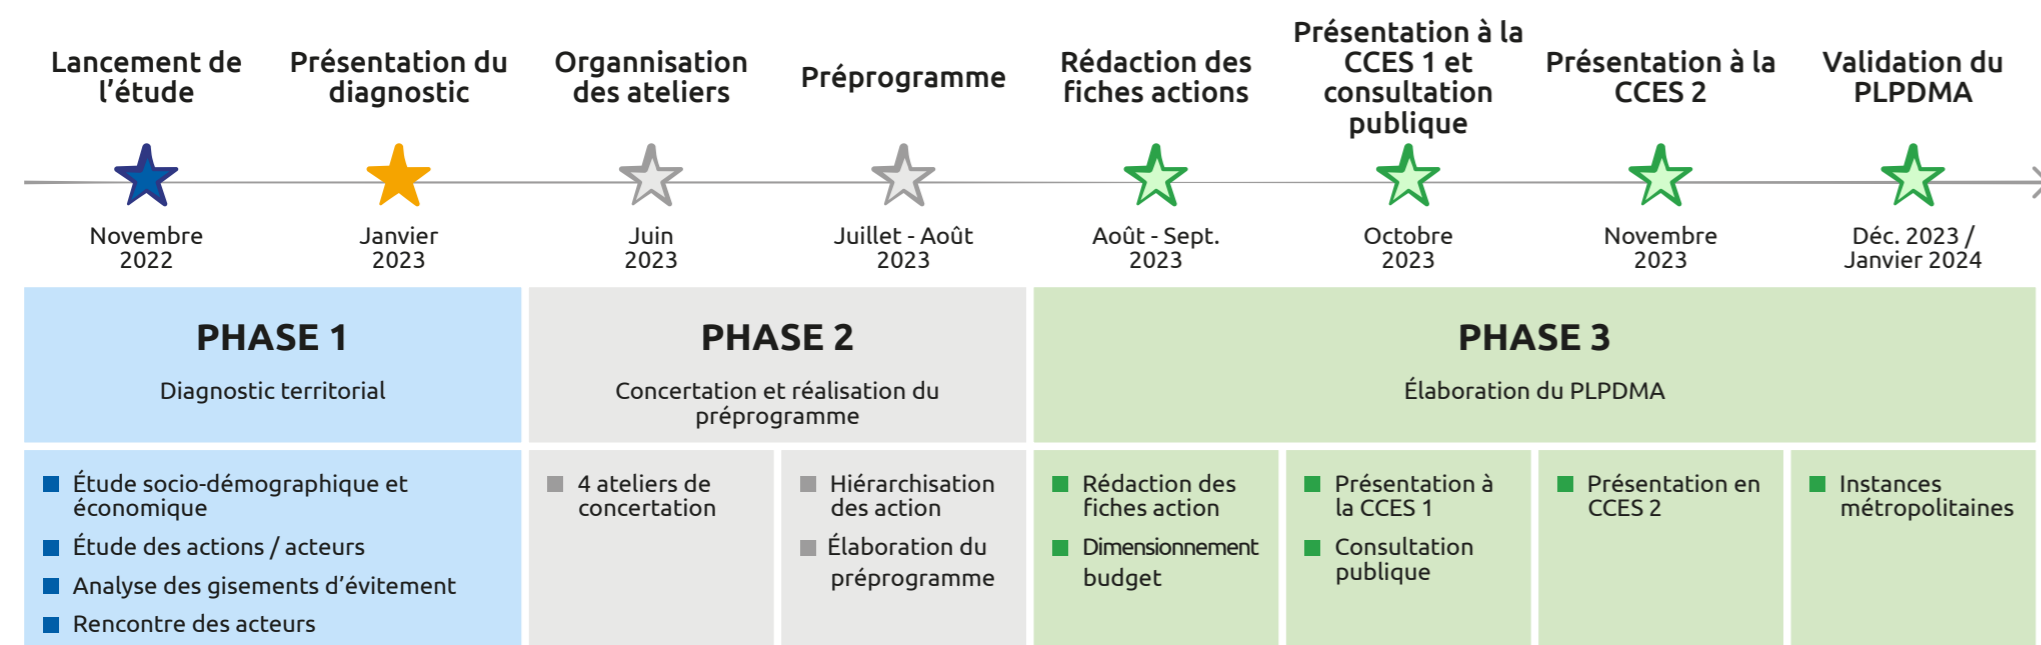 Lancement de
l'étude
Présentation du
diagnostic
Organnisation
des ateliers
Préprogramme
Rédaction des
fiches actions
Présentation à la
CCES 1 et
consultation
publique
Présentation à la
CCES 2
Validation du
PLPDMA
Novembre
2022
Janvier
2023
Juin
2023
Juillet - Août
2023
Août - Sept.
2023
Octobre
2023
Novembre
2023
Déc. 2023 /
Janvier 2024
PHASE 1
Diagnostic territorial
PHASE 2
Concertation et réalisation du
préprogramme
PHASE 3
Élaboration du PLPDMA
Étude socio-démographique et
économique
Étude des actions / acteurs
Analyse des gisements d'évitement
Rencontre des acteurs
4 ateliers de
concertation
Hiérarchisation
des action
Élaboration du
préprogramme
Rédaction des
fiches action
Dimensionnement
budget
Présentation à
la CCES 1
Consultation
publique
Présentation en
CCES 2
Instances
métropolitaines